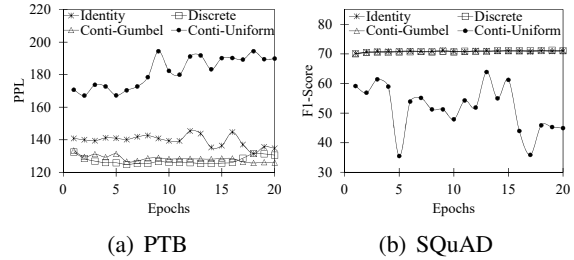 Identity Discrete
Conti-Gumbel Conti-Uniform
220
200
180
160
140
120
PPL
0 5 10 15 20
Epochs
(a) PTB
Identity Discrete
Conti-Gumbel Conti-Uniform
90
80
70
60
50
40
30
F1-Score
0 5 10 15 20
Epochs
(b) SQuAD